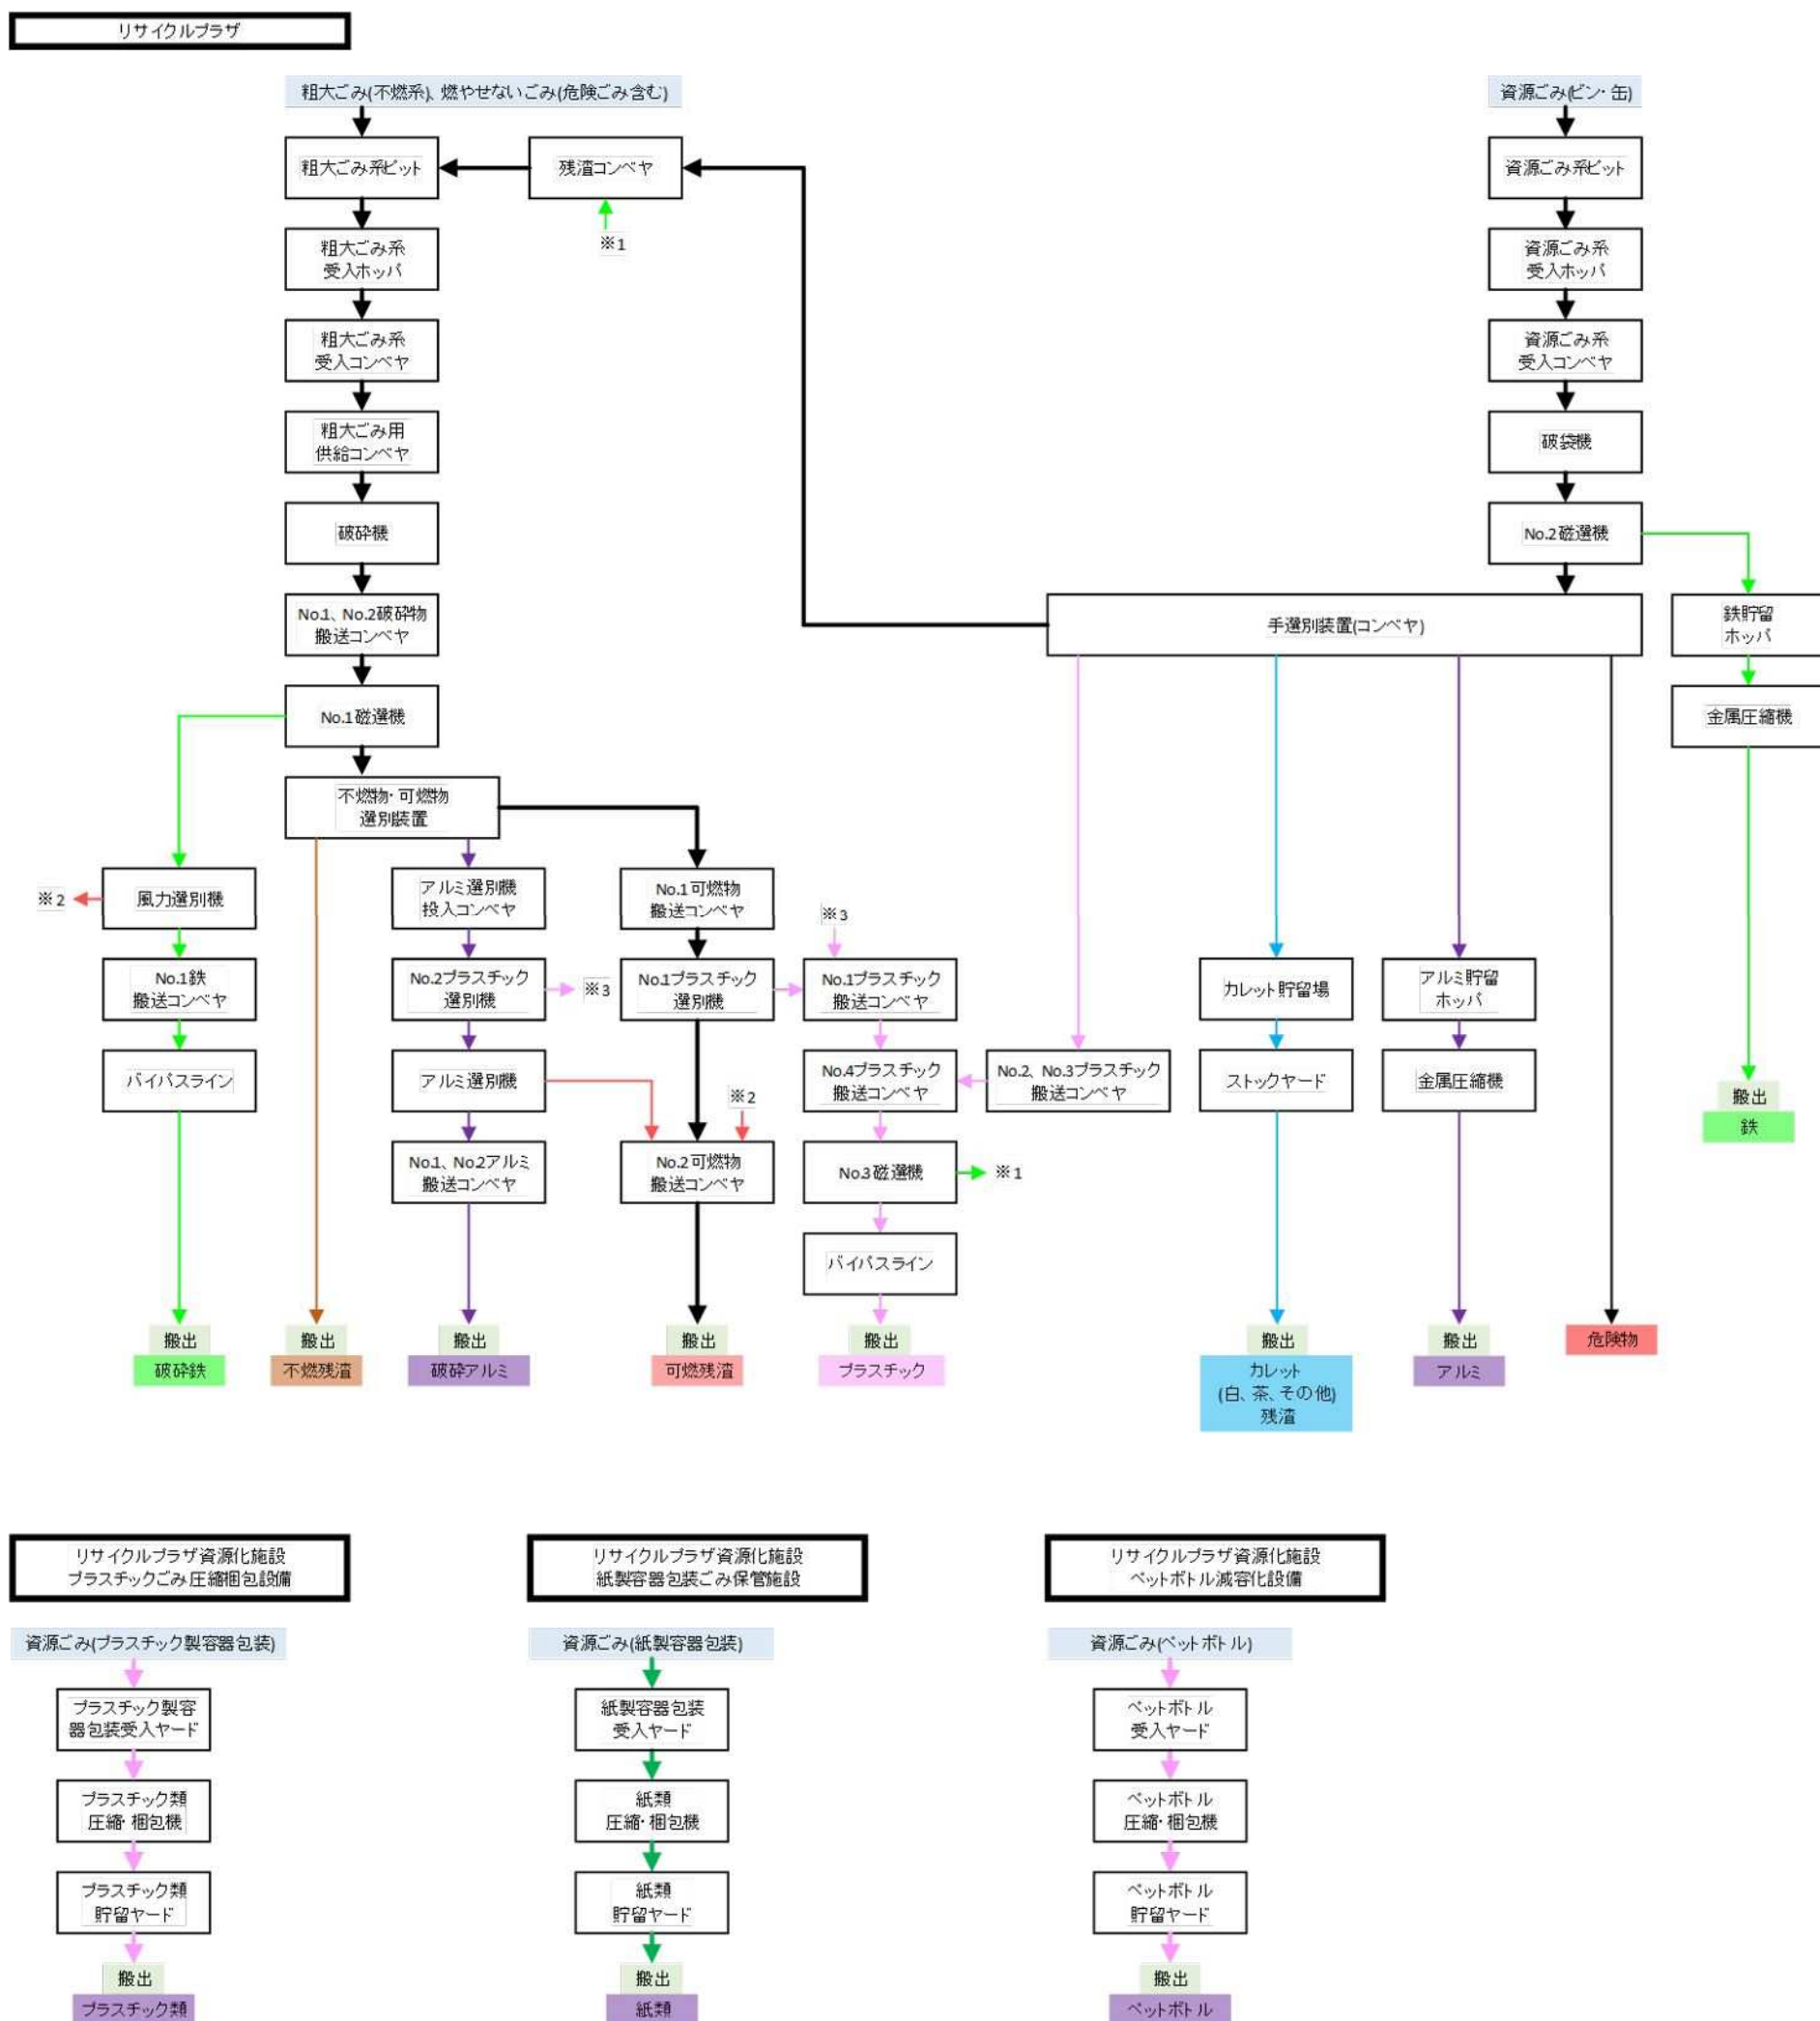 リサイクルプラザ
粗大ごみ(不燃系)、燃やせないごみ(危険ごみ含む)
資源ごみ(ビン・缶)
粗大ごみ系ピット
残渣コンベヤ
資源ごみ系ピット
※1
粗大ごみ系
受入ホッパ
資源ごみ系
受入ホッパ
粗大ごみ系
受入コンベヤ
資源ごみ系
受入コンベヤ
粗大ごみ用
供給コンベヤ
破袋機
破砕機
No.2磁選機
No.1、No.2破砕物
搬送コンベヤ
手選別装置(コンベヤ)
鉄貯留
ホッパ
No.1磁選機
金属圧縮機
不燃物・可燃物
選別装置
※2
風力選別機
アルミ選別機
投入コンベヤ
No.1可燃物
搬送コンベヤ
※3
No.1鉄
搬送コンベヤ
No.2プラスチック
選別機
※3
No.1プラスチック
選別機
No.1プラスチック
搬送コンベヤ
カレット貯留場
アルミ貯留
ホッパ
バイパスライン
アルミ選別機
※2
No.4プラスチック
搬送コンベヤ
No.2、No.3プラスチック
搬送コンベヤ
ストックヤード
金属圧縮機
搬出
鉄
No.1、No.2アルミ
搬送コンベヤ
No.2可燃物
搬送コンベヤ
No.3磁選機
※1
バイパスライン
搬出
破砕鉄
搬出
不燃残渣
搬出
破砕アルミ
搬出
可燃残渣
搬出
プラスチック
搬出
カレット
(白、茶、その他)
残渣
搬出
アルミ
危険物
リサイクルプラザ資源化施設
プラスチックごみ圧縮梱包設備
リサイクルプラザ資源化施設
紙製容器包装ごみ保管施設
リサイクルプラザ資源化施設
ペットボトル減容化設備
資源ごみ(プラスチック製容器包装)
資源ごみ(紙製容器包装)
資源ごみ(ペットボトル)
プラスチック製容
器包装受入ヤード
紙製容器包装
受入ヤード
ペットボトル
受入ヤード
プラスチック類
圧縮・梱包機
紙類
圧縮・梱包機
ペットボトル
圧縮・梱包機
プラスチック類
貯留ヤード
紙類
貯留ヤード
ペットボトル
貯留ヤード
搬出
プラスチック類
搬出
紙類
搬出
ペットボトル